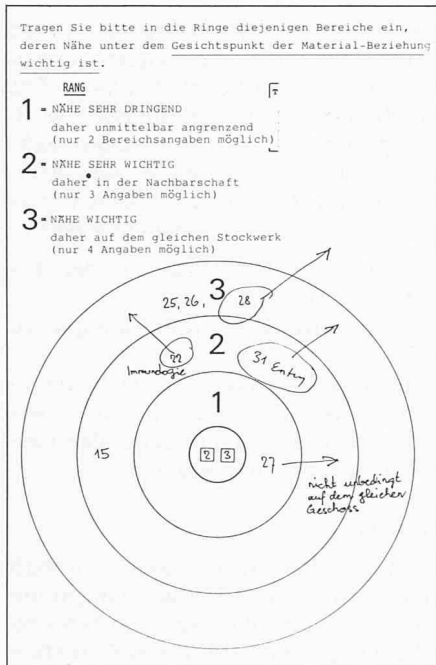 Tragen Sie bitte in die Ringe diejenigen Bereiche ein,
deren Nähe unter dem Gesichtspunkt der Material-Beziehung
wichtig ist.
RANG
1 = NÄHE SEHR DRINGEND
daher unmittelbar angrenzend
(nur 2 Bereichsangaben möglich)
2 = NÄHE SEHR WICHTIG
daher in der Nachbarschaft
(nur 3 Angaben möglich)
3 = NÄHE WICHTIG
daher auf dem gleichen Stockwerk
(nur 4 Angaben möglich)
3
25, 26, 28
2
22
Immunologie
31
1
15
2 3
27
nicht unbedingt
auf dem gleichen
Geschoss